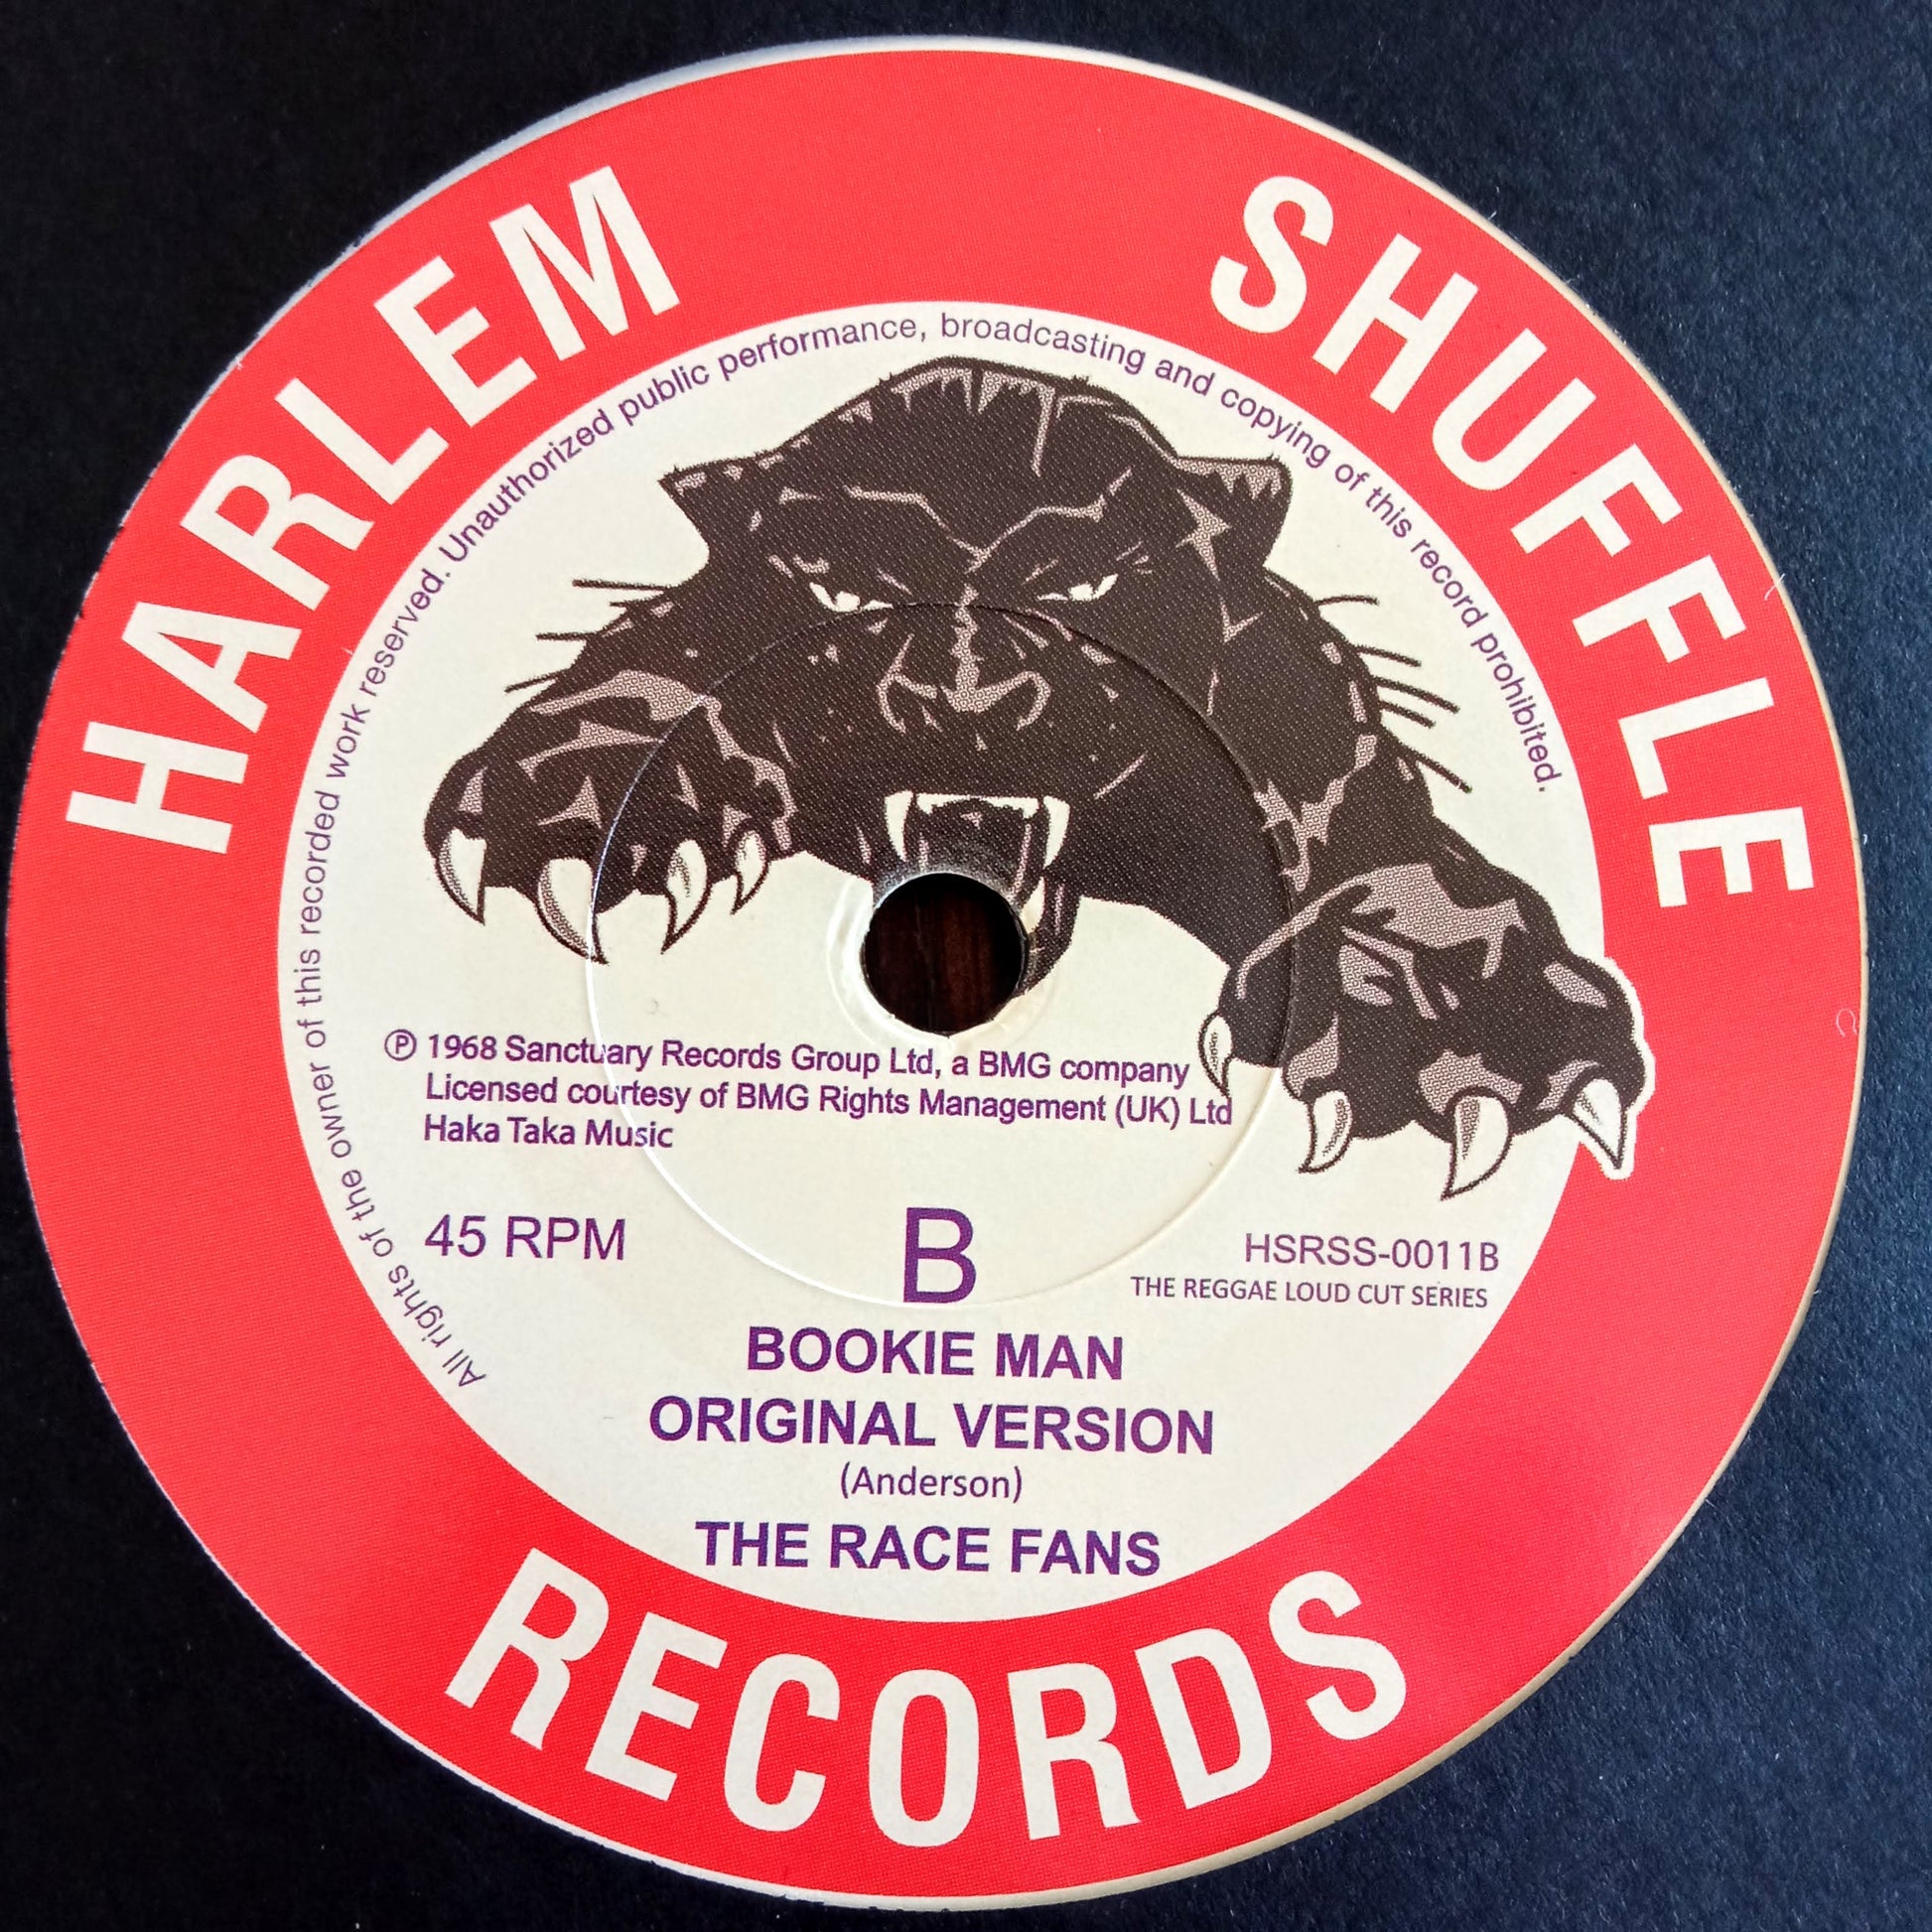 HARLEM SHUFFLE
All rights of the owner of this recorded work reserved. Unauthorized public performance, broadcasting and copying of this record prohibited.
℗ 1968 Sanctuary Records Group Ltd, a BMG company
Licensed courtesy of BMG Rights Management (UK) Ltd
Haka Taka Music
45 RPM
B
HSRSS-0011B
THE REGGAE LOUD CUT SERIES
BOOKIE MAN
ORIGINAL VERSION
(Anderson)
THE RACE FANS
RECORDS